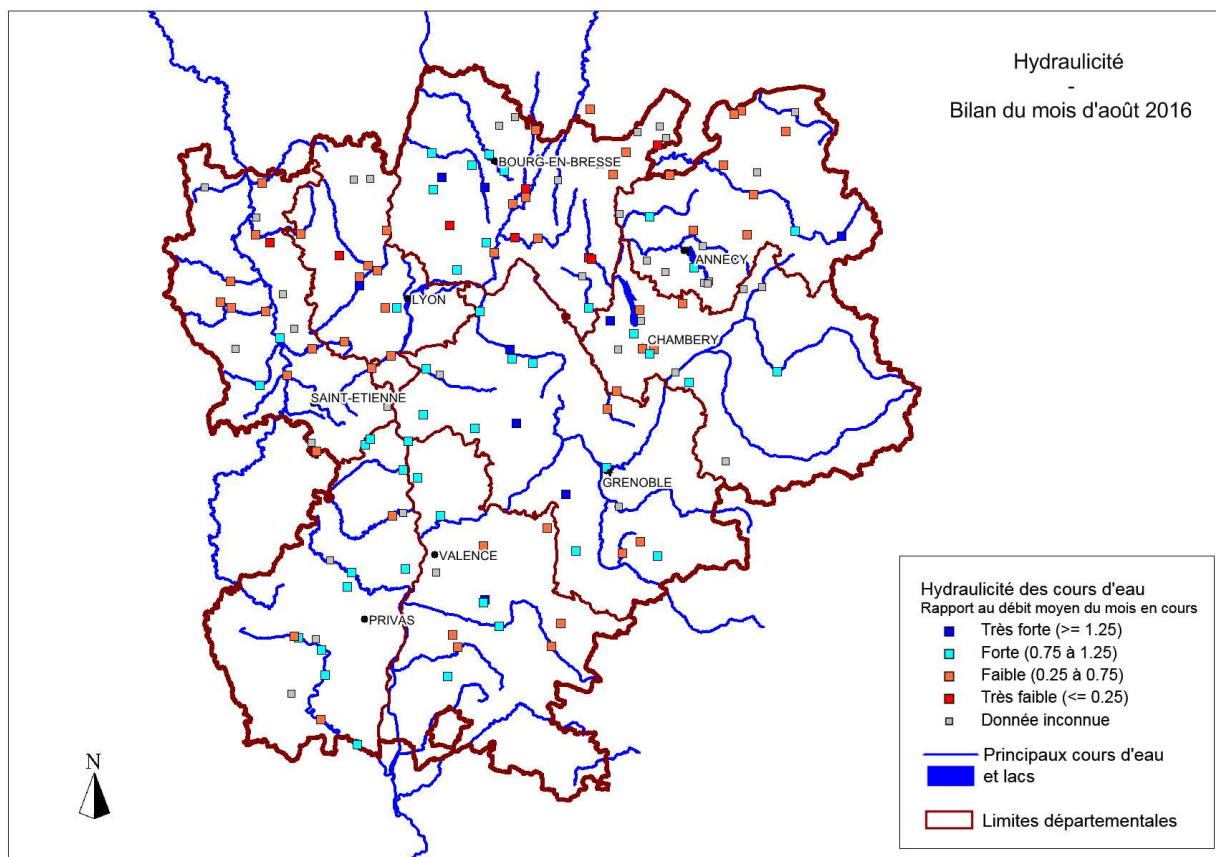 Hydraulicité
-
Bilan du mois d'août 2016
BOURG-EN-BRESSE
ANNECY
LYON
CHAMBERY
SAINT-ETIENNE
GRENOBLE
VALENCE
PRIVAS
N
Hydraulicité des cours d'eau
Rapport au débit moyen du mois en cours
Très forte (>= 1.25)
Forte (0.75 à 1.25)
Faible (0.25 à 0.75)
Très faible (<= 0.25)
Donnée inconnue
Principaux cours d'eau
et lacs
Limites départementales